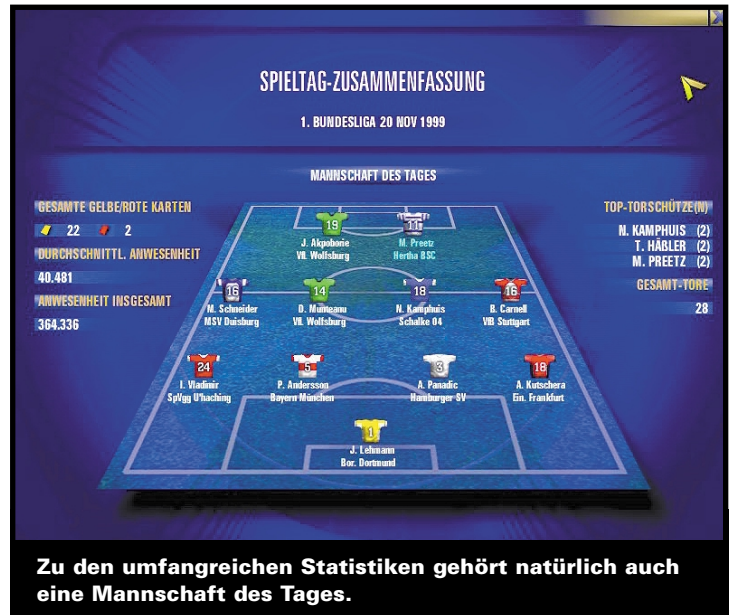 SPIELTAG-ZUSAMMENFASSUNG
1. BUNDESLIGA 20 NOV 1999
MANNSCHAFT DES TAGES
GESAMTE GELBE/ROTE KARTEN
22 2
DURCHSCHNITTL. ANWESENHEIT
40.481
ANWESENHEIT INSGESAMT
364.336
TOP-TORSCHÜTZE(N)
N. KAMPHUIS (2)
T. HÄBLER (2)
M. PREETZ (2)
GESAMT-TORE
28
19 11
J. Akpoborie M. Preetz
Vfl. Wolfsburg Hertha BSC
16 14 18 16
M. Schneider D. Munteanu N. Kamphuis B. Carnell
MSV Duisburg Vfl. Wolfsburg Schalke 04 VfB Stuttgart
24 5 3 18
I. Vladimir P. Andersson A. Panadic A. Kutschera
SpVgg U'haching Bayern München Hamburger SV Ein. Frankfurt
1
J. Lehmann
Bor. Dortmund
Zu den umfangreichen Statistiken gehört natürlich auch
eine Mannschaft des Tages.